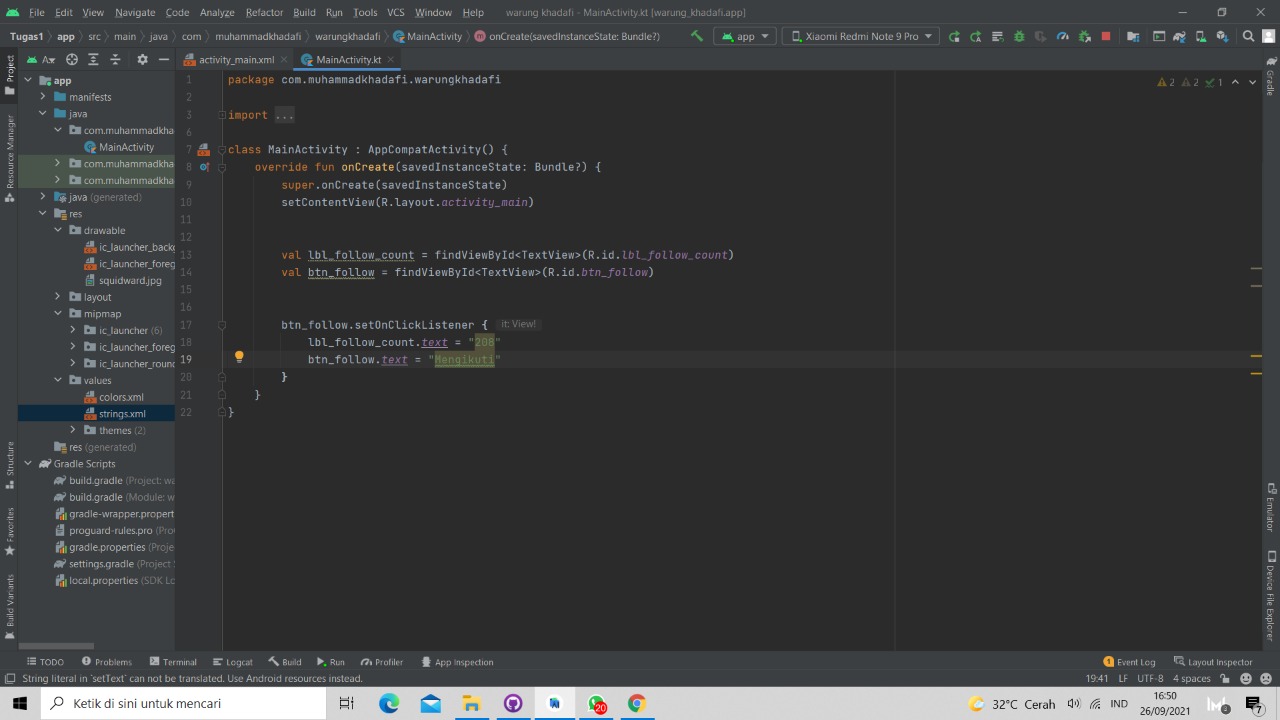 File Edit View Navigate Code Analyze Refactor Build Run Tools VCS Window Help warung khadafi - MainActivity.kt [warung_khadafi.app]
Tugas1 app src main java com muhammadkhadafi warungkhadafi MainActivity onCreate(savedInstanceState: Bundle?) app Xiaomi Redmi Note 9 Pro
activity_main.xml MainActivity.kt
Project
Resource Manager
Structure
Favorites
Build Variants
app
manifests
java
com.muhammadkha
MainActivity
com.muhammadkha
com.muhammadkha
java (generated)
res
drawable
ic_launcher_backg
ic_launcher_foreg
squidward.jpg
layout
mipmap
ic_launcher (6)
ic_launcher_foreg
ic_launcher_round
values
colors.xml
strings.xml
themes (2)
res (generated)
Gradle Scripts
build.gradle (Project: wa
build.gradle (Module: w
gradle-wrapper.propert
proguard-rules.pro (Pro
gradle.properties (Proje
settings.gradle (Project S
local.properties (SDK Lo
2 2 1
1 package com.muhammadkhadafi.warungkhadafi
2
3 import ...
6
7 class MainActivity : AppCompatActivity() {
8 override fun onCreate(savedInstanceState: Bundle?) {
9 super.onCreate(savedInstanceState)
10 setContentView(R.layout.activity_main)
11
12
13 val lbl_follow_count = findViewById<TextView>(R.id.lbl_follow_count)
14 val btn_follow = findViewById<TextView>(R.id.btn_follow)
15
16
17 btn_follow.setOnClickListener { it: View!
18 lbl_follow_count.text = "208"
19 btn_follow.text = "Mengikuti"
20 }
21 }
22 }
Gradle
Emulator
Device File Explorer
TODO Problems Terminal Logcat Build Run Profiler App Inspection 1 Event Log Layout Inspector
String literal in `setText` can not be translated. Use Android resources instead. 19:41 LF UTF-8 4 spaces
Ketik di sini untuk mencari 20 32°C Cerah IND 16:50
26/09/2021 7